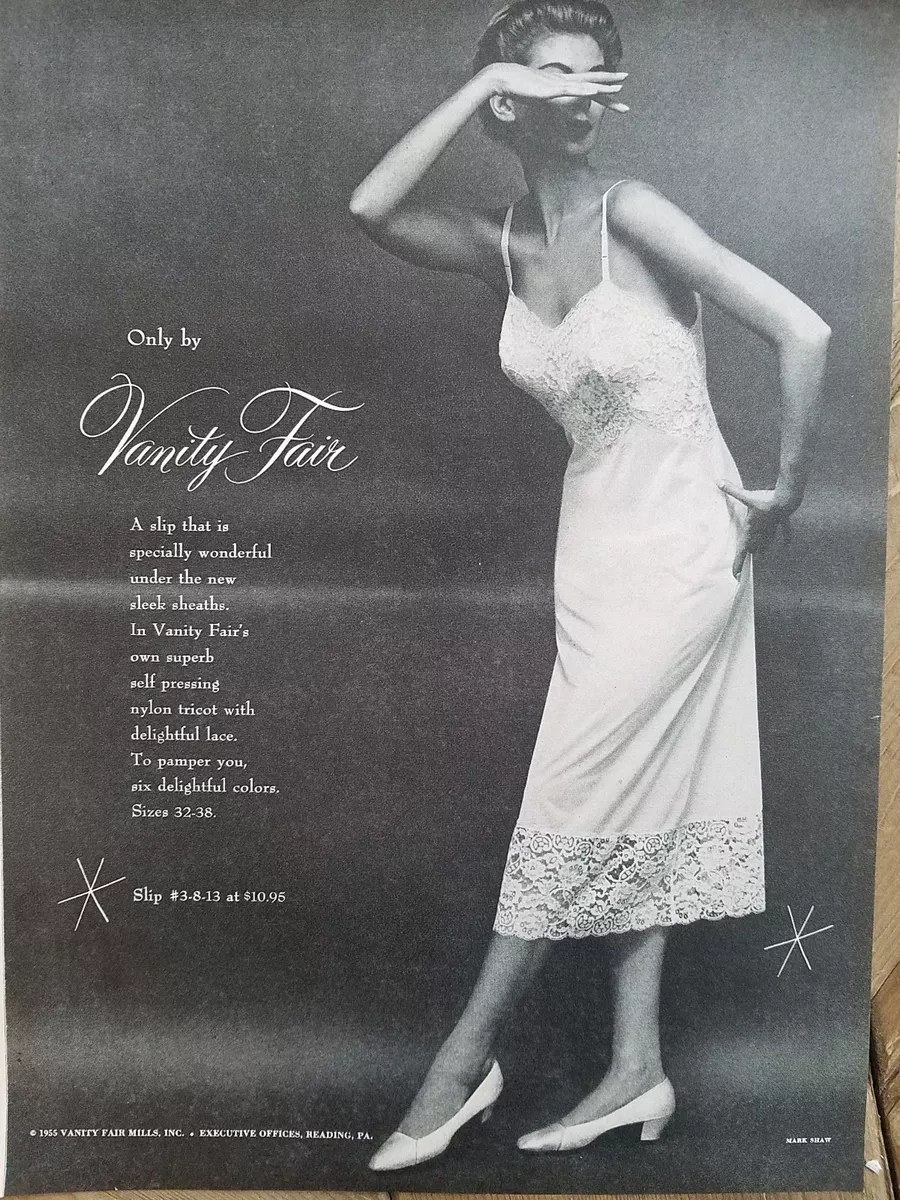 Only by
Vanity Fair
A slip that is
specially wonderful
under the new
sleek sheaths.
In Vanity Fair's
own superb
self pressing
nylon tricot with
delightful lace.
To pamper you,
six delightful colors.
Sizes 32-38.
Slip #3-8-13 at $10.95
© 1955 VANITY FAIR MILLS, INC. • EXECUTIVE OFFICES, READING, PA.
MARK SHAW